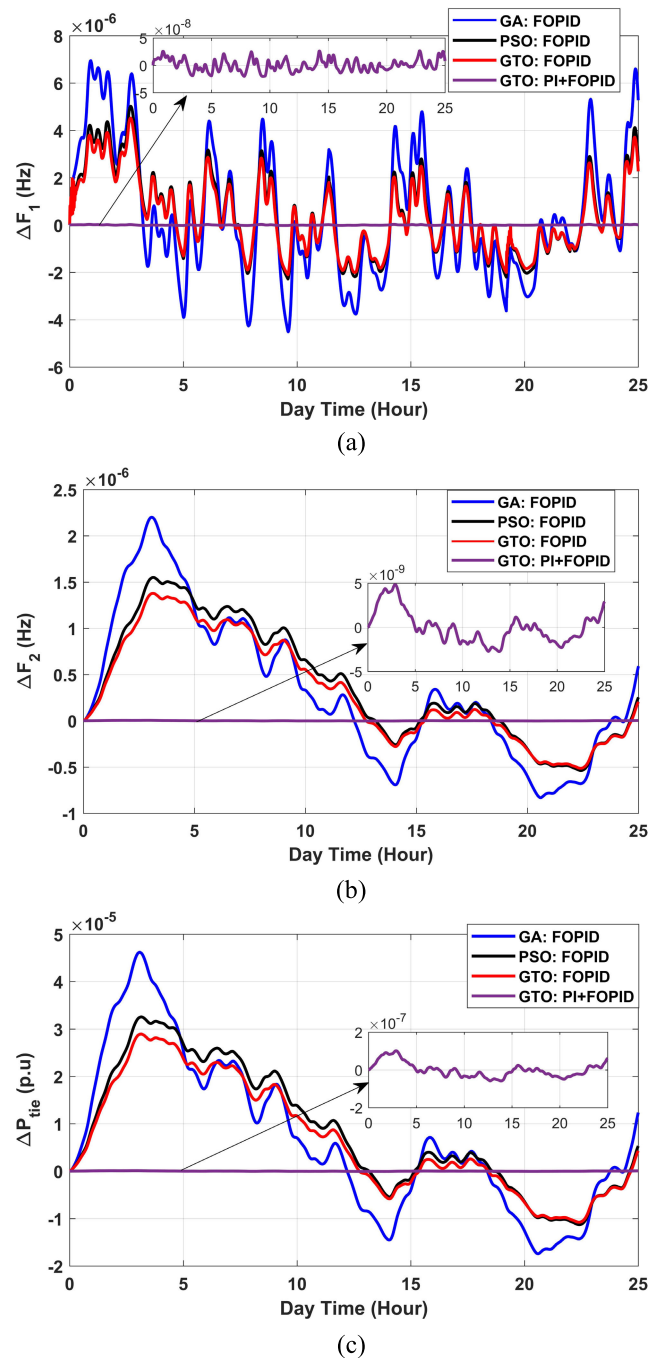 ×10^-6
GA: FOPID
PSO: FOPID
GTO: FOPID
GTO: PI+FOPID
×10^-8
5
0
-5
0 5 10 15 20 25
8
6
4
2
0
-2
-4
-6
ΔF_1 (Hz)
0 5 10 15 20 25
Day Time (Hour)
(a)
×10^-6
GA: FOPID
PSO: FOPID
GTO: FOPID
GTO: PI+FOPID
×10^-9
5
0
-5
0 5 10 15 20 25
2.5
2
1.5
1
0.5
0
-0.5
-1
ΔF_2 (Hz)
0 5 10 15 20 25
Day Time (Hour)
(b)
×10^-5
GA: FOPID
PSO: FOPID
GTO: FOPID
GTO: PI+FOPID
×10^-7
2
0
-2
0 5 10 15 20 25
5
4
3
2
1
0
-1
-2
ΔP_tie (p.u)
0 5 10 15 20 25
Day Time (Hour)
(c)